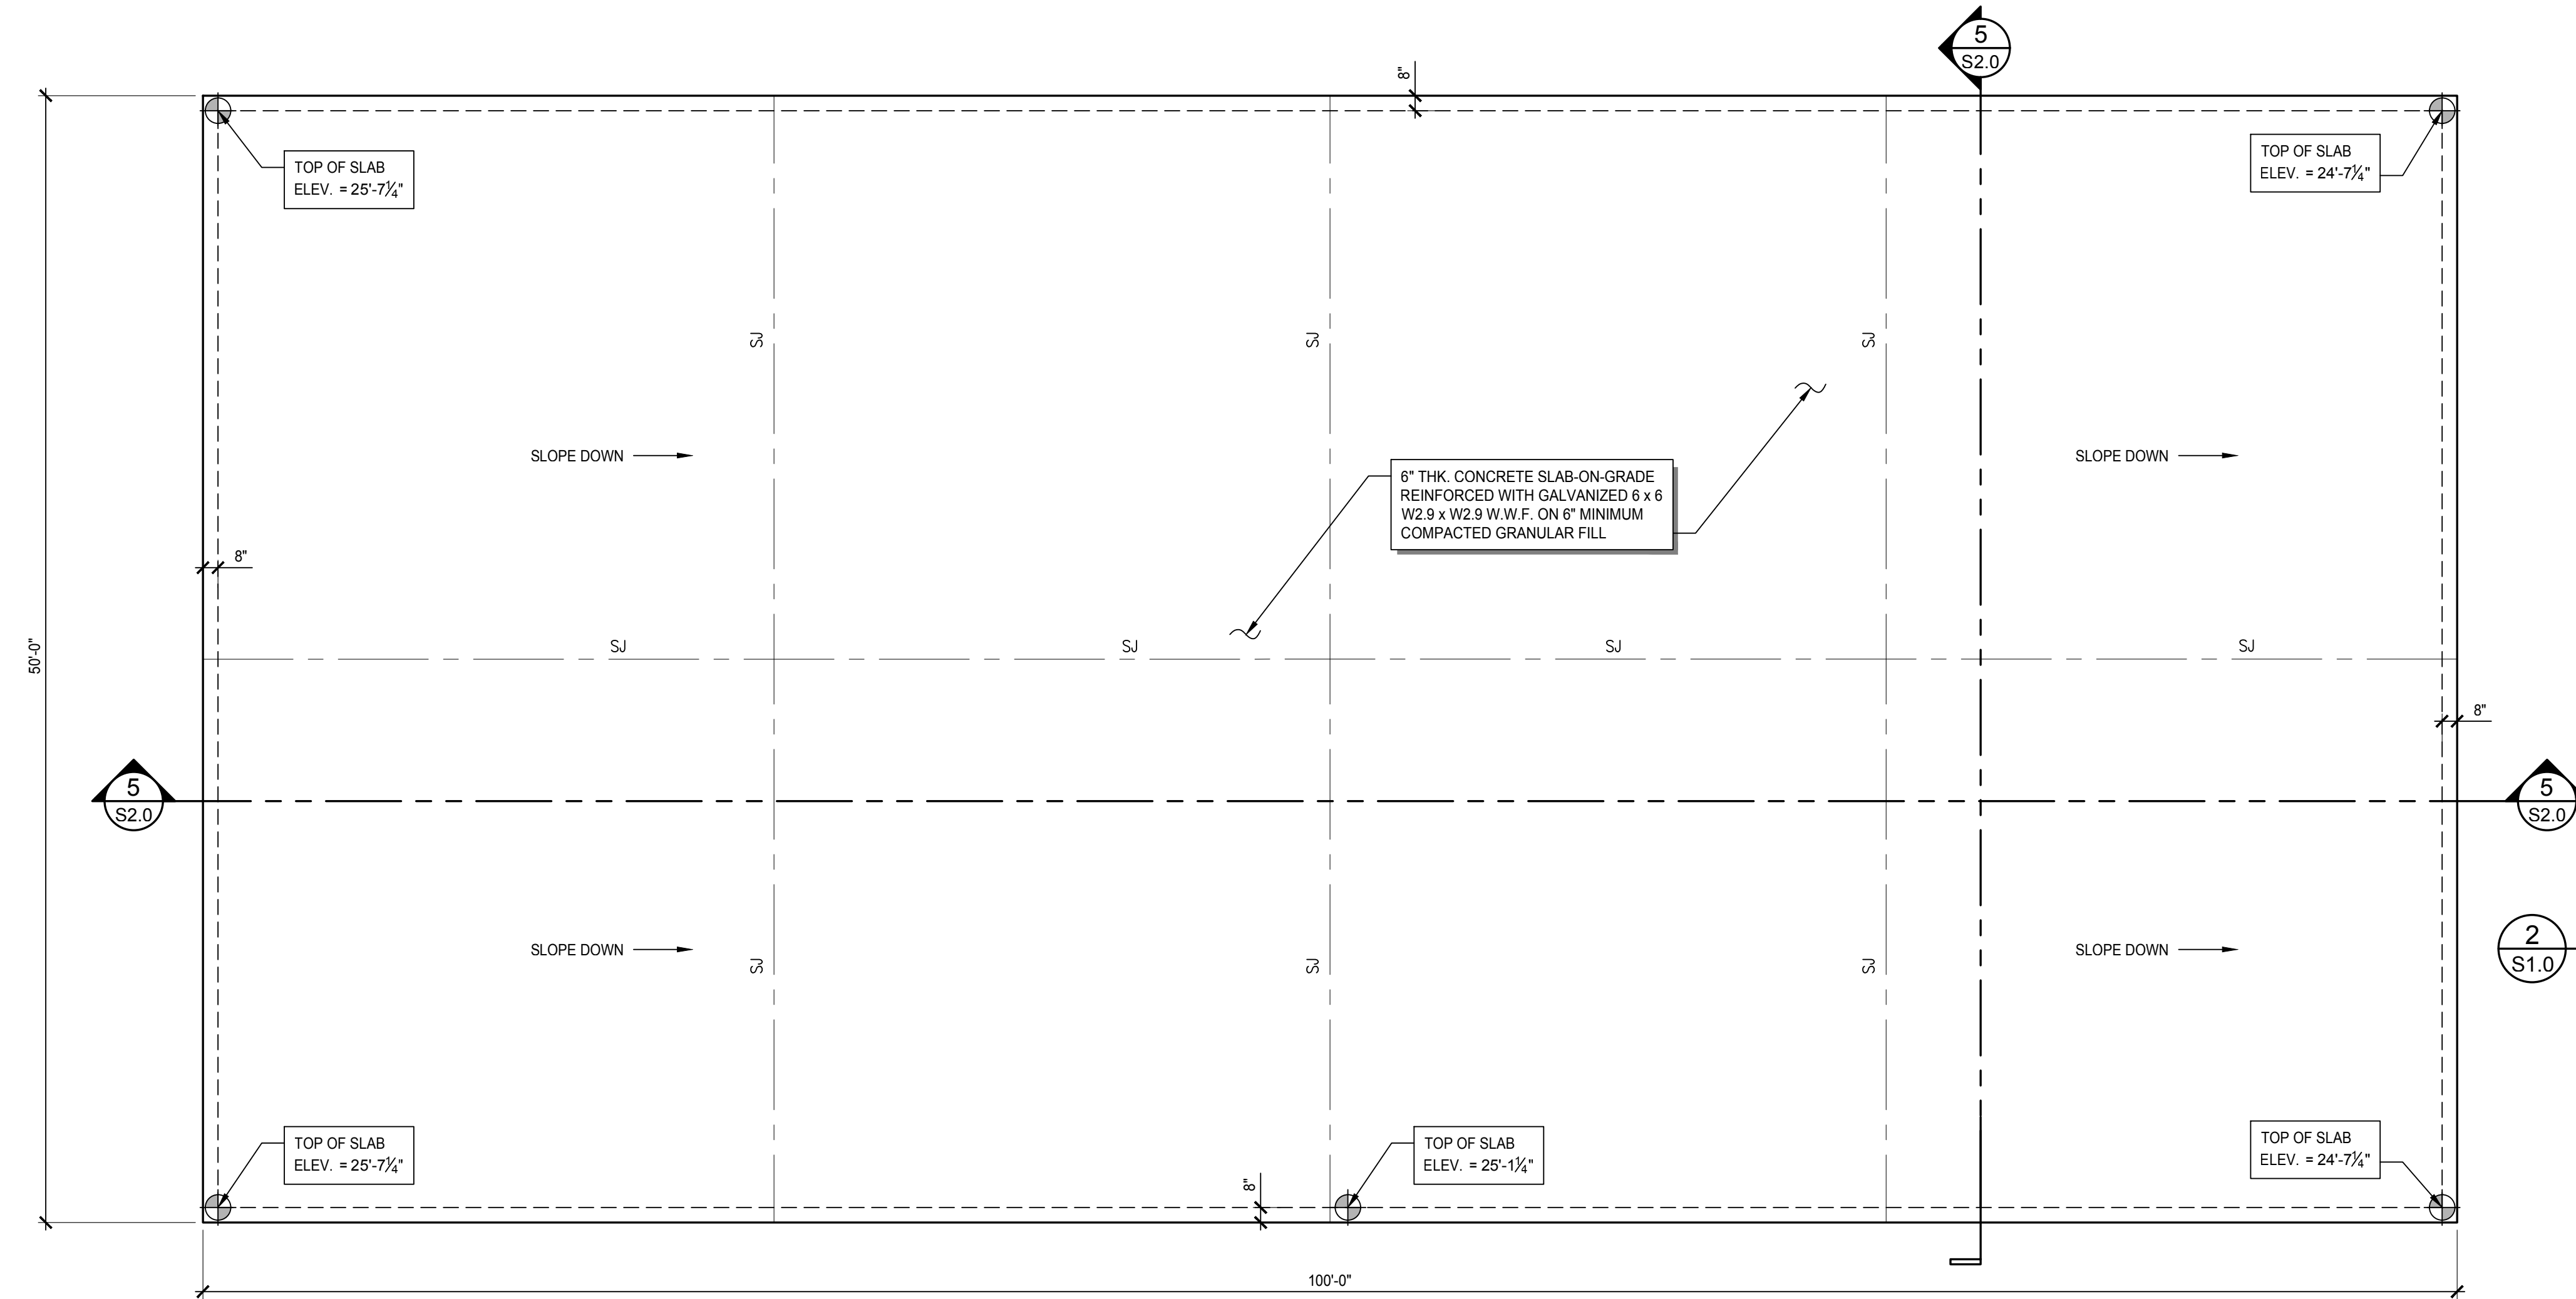 5
S2.0
8"
TOP OF SLAB
ELEV. = 25'-7¼"
TOP OF SLAB
ELEV. = 24'-7¼"
SJ
SJ
SJ
SLOPE DOWN
SLOPE DOWN
6" THK. CONCRETE SLAB-ON-GRADE
REINFORCED WITH GALVANIZED 6 x 6
W2.9 x W2.9 W.W.F. ON 6" MINIMUM
COMPACTED GRANULAR FILL
8"
50'-0"
SJ
SJ
SJ
SJ
8"
5
S2.0
5
S2.0
SLOPE DOWN
SLOPE DOWN
2
S1.0
SJ
SJ
SJ
TOP OF SLAB
ELEV. = 25'-7¼"
8"
TOP OF SLAB
ELEV. = 25'-1¼"
TOP OF SLAB
ELEV. = 24'-7¼"
100'-0"